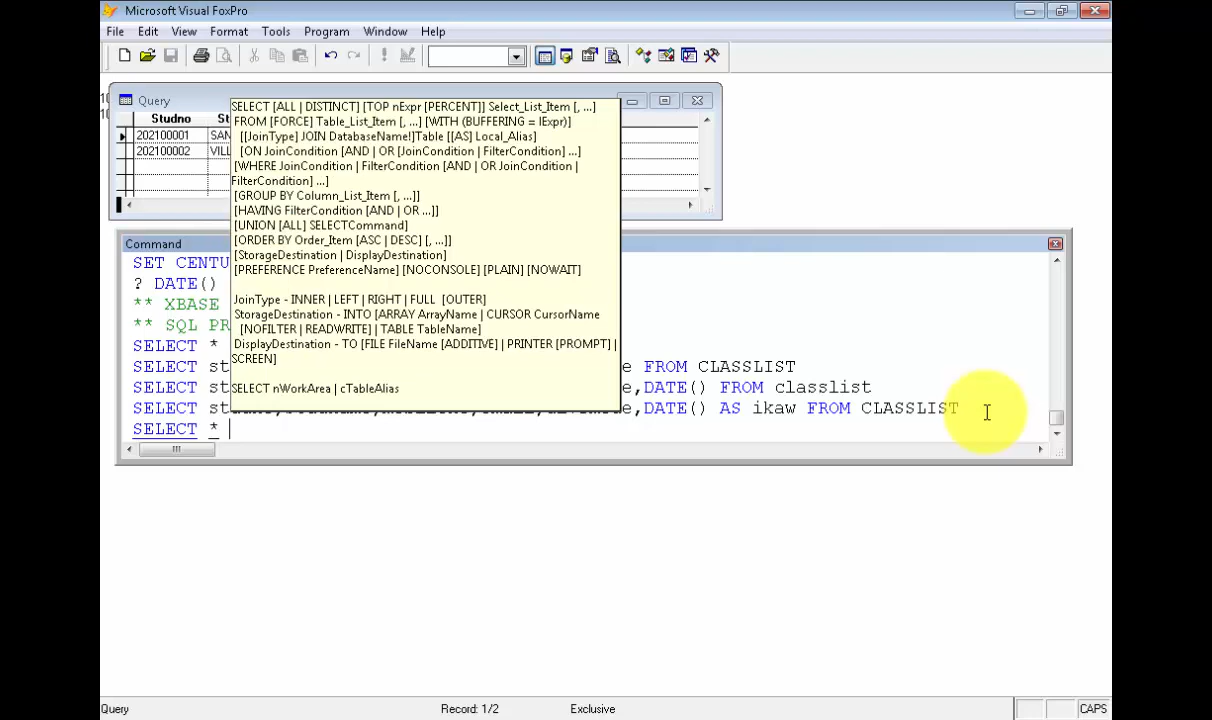 Microsoft Visual FoxPro
File Edit View Format Tools Program Window Help
Query
Studno
202100001 SAN
202100002 VILL
SELECT [ALL | DISTINCT] [TOP nExpr [PERCENT]] Select_List_Item [, ...]
FROM [FORCE] Table_List_Item [, ...] [WITH (BUFFERING = lExpr)]
[[JoinType] JOIN DatabaseName!]Table [[AS] Local_Alias]
[ON JoinCondition [AND | OR [JoinCondition | FilterCondition] ...]
[WHERE JoinCondition | FilterCondition [AND | OR JoinCondition |
FilterCondition] ...]
[GROUP BY Column_List_Item [, ...]]
[HAVING FilterCondition [AND | OR ...]]
[UNION [ALL] SELECTCommand]
[ORDER BY Order_Item [ASC | DESC] [, ...]]
[StorageDestination | DisplayDestination]
[PREFERENCE PreferenceName] [NOCONSOLE] [PLAIN] [NOWAIT]
JoinType - INNER | LEFT | RIGHT | FULL [OUTER]
StorageDestination - INTO [ARRAY ArrayName | CURSOR CursorName
[NOFILTER | READWRITE] | TABLE TableName]
DisplayDestination - TO [FILE FileName [ADDITIVE] | PRINTER [PROMPT] |
SCREEN]
SELECT nWorkArea | cTableAlias
Command
SET CENTU
? DATE()
** XBASE
** SQL PR
SELECT *
SELECT st e FROM CLASSLIST
SELECT st e,DATE() FROM classlist
SELECT st e,DATE() AS ikaw FROM CLASSLIST
SELECT *
Query Record: 1/2 Exclusive CAPS